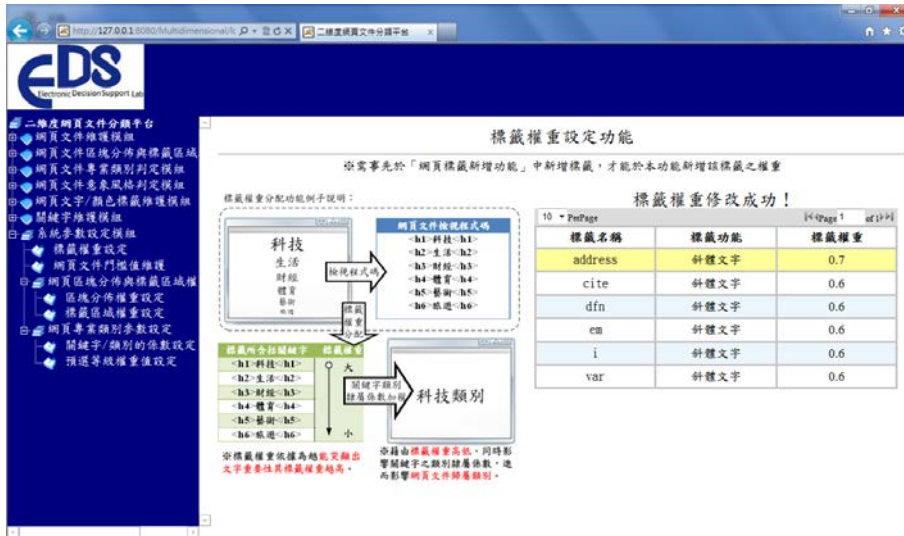 http://127.0.0.1:8080/Multidimensional/lc
二維度網頁文件分類平台
EDS
Electronic Decision Support Lab
二維度網頁文件分類平台
網頁文件維護模組
網頁文件區塊分佈與標籤區域
網頁文件專業類別判定模組
網頁文件意象風格判定模組
網頁文字/顏色標籤維護模組
關鍵字維護模組
系統參數設定模組
標籤權重設定
網頁文件門檻值維護
網頁區塊分佈與標籤區域權
區塊分佈權重設定
標籤區域權重設定
網頁專業類別參數設定
關鍵字/類別的係數設定
預選等級權重值設定
標籤權重設定功能
※需事先於「網頁標籤新增功能」中新增標籤，才能於本功能新增該標籤之權重
標籤權重分配功能例子說明：
科技
生活
財經
體育
藝術
旅遊
檢視程式碼
網頁文件檢視程式碼
<h1>科技</h1>
<h2>生活</h2>
<h3>財經</h3>
<h4>體育</h4>
<h5>藝術</h5>
<h6>旅遊</h6>
標籤
權重
分配
標籤所含括關鍵字 標籤權重
<h1>科技</h1>
<h2>生活</h2>
<h3>財經</h3>
<h4>體育</h4>
<h5>藝術</h5>
<h6>旅遊</h6>
大
小
關鍵字類別
隸屬係數加權
科技類別
※標籤權重依據為越能突顯出
文字重要性其標籤權重越高。
※藉由標籤權重高低，同時影
響關鍵字之類別隸屬係數，進
而影響網頁文件歸屬類別。
標籤權重修改成功！
10 PerPage Page 1 of 1
標籤名稱 標籤功能 標籤權重
address 斜體文字 0.7
cite 斜體文字 0.6
dfn 斜體文字 0.6
em 斜體文字 0.6
i 斜體文字 0.6
var 斜體文字 0.6